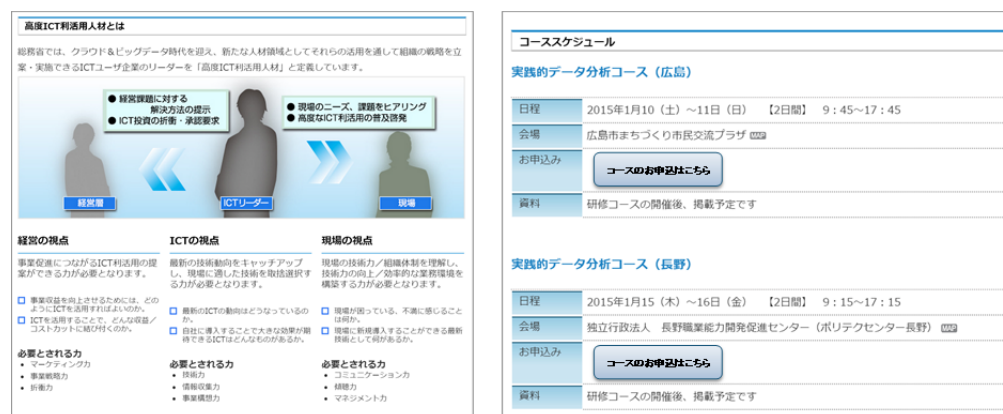 高度ICT利活用人材とは
総務省では、クラウド&ビッグデータ時代を迎え、新たな人材領域としてそれらの活用を通して組織の戦略を立
案・実施できるICTユーザ企業のリーダーを「高度ICT利活用人材」と定義しています。
● 経営課題に対する
解決方法の提示
● ICT投資の折衝・承認要求
● 現場のニーズ、課題をヒアリング
● 高度なICT利活用の普及啓発
経営層
ICTリーダー
現場
経営の視点
事業促進につながるICT利活用の提
案ができる力が必要となります。
事業収益を向上させるためには、どの
ようにICTを活用すればよいのか。
ICTを活用することで、どんな収益/
コストカットに結び付くのか。
必要とされる力
• マーケティング力
• 事業戦略力
• 折衝力
ICTの視点
最新の技術動向をキャッチアップ
し、現場に適した技術を取捨選択す
る力が必要となります。
最新のICTの動向はどうなっているの
か。
自社に導入することで大きな効果が期
待できるICTはどんなものがあるか。
必要とされる力
• 技術力
• 情報収集力
• 事業構想力
現場の視点
現場の技術力/組織体制を理解し、
技術力の向上/効率的な業務環境を
構築する力が必要となります。
現場が困っている、不満に感じること
は何か。
現場に新規導入することができる最新
技術として何があるか。
必要とされる力
• コミュニケーション力
• 傾聴力
• マネジメント力
コーススケジュール
実践的データ分析コース(広島)
日程 2015年1月10(土)~11日(日) 【2日間】 9:45~17:45
会場 広島市まちづくり市民交流プラザ MAP
お申込み
コースのお申込はこちら
資料 研修コースの開催後、掲載予定です
実践的データ分析コース(長野)
日程 2015年1月15(木)~16日(金) 【2日間】 9:15~17:15
会場 独立行政法人 長野職業能力開発促進センター(ポリテクセンター長野) MAP
お申込み
コースのお申込はこちら
資料 研修コースの開催後、掲載予定です